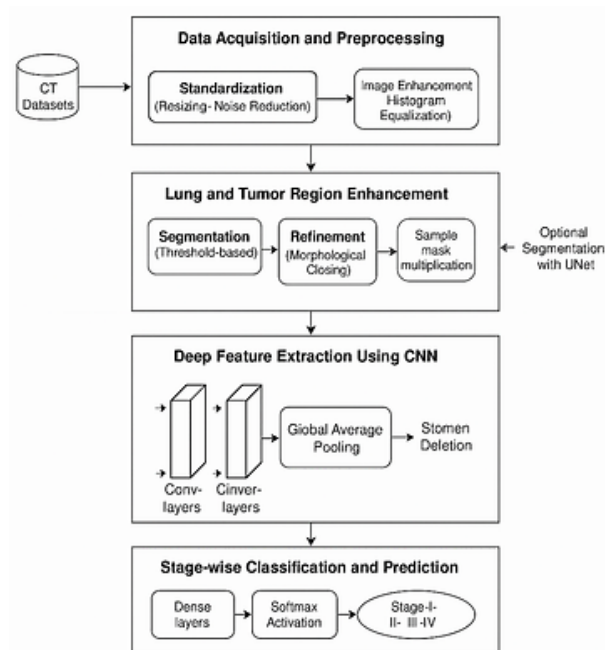 Data Acquisition and Preprocessing
CT
Datasets
Standardization
(Resizing- Noise Reduction)
Image Enhancement
Histogram
Equalization)
Lung and Tumor Region Enhancement
Segmentation
(Threshold-based)
Refinement
(Morphological
Closing)
Sample
mask
multiplication
Optional
Segmentation
with UNet
Deep Feature Extraction Using CNN
Conv-
layers
Cinver-
layers
Global Average
Pooling
Stomen
Deletion
Stage-wise Classification and Prediction
Dense
layers
Softmax
Activation
Stage-I-
II- III -IV